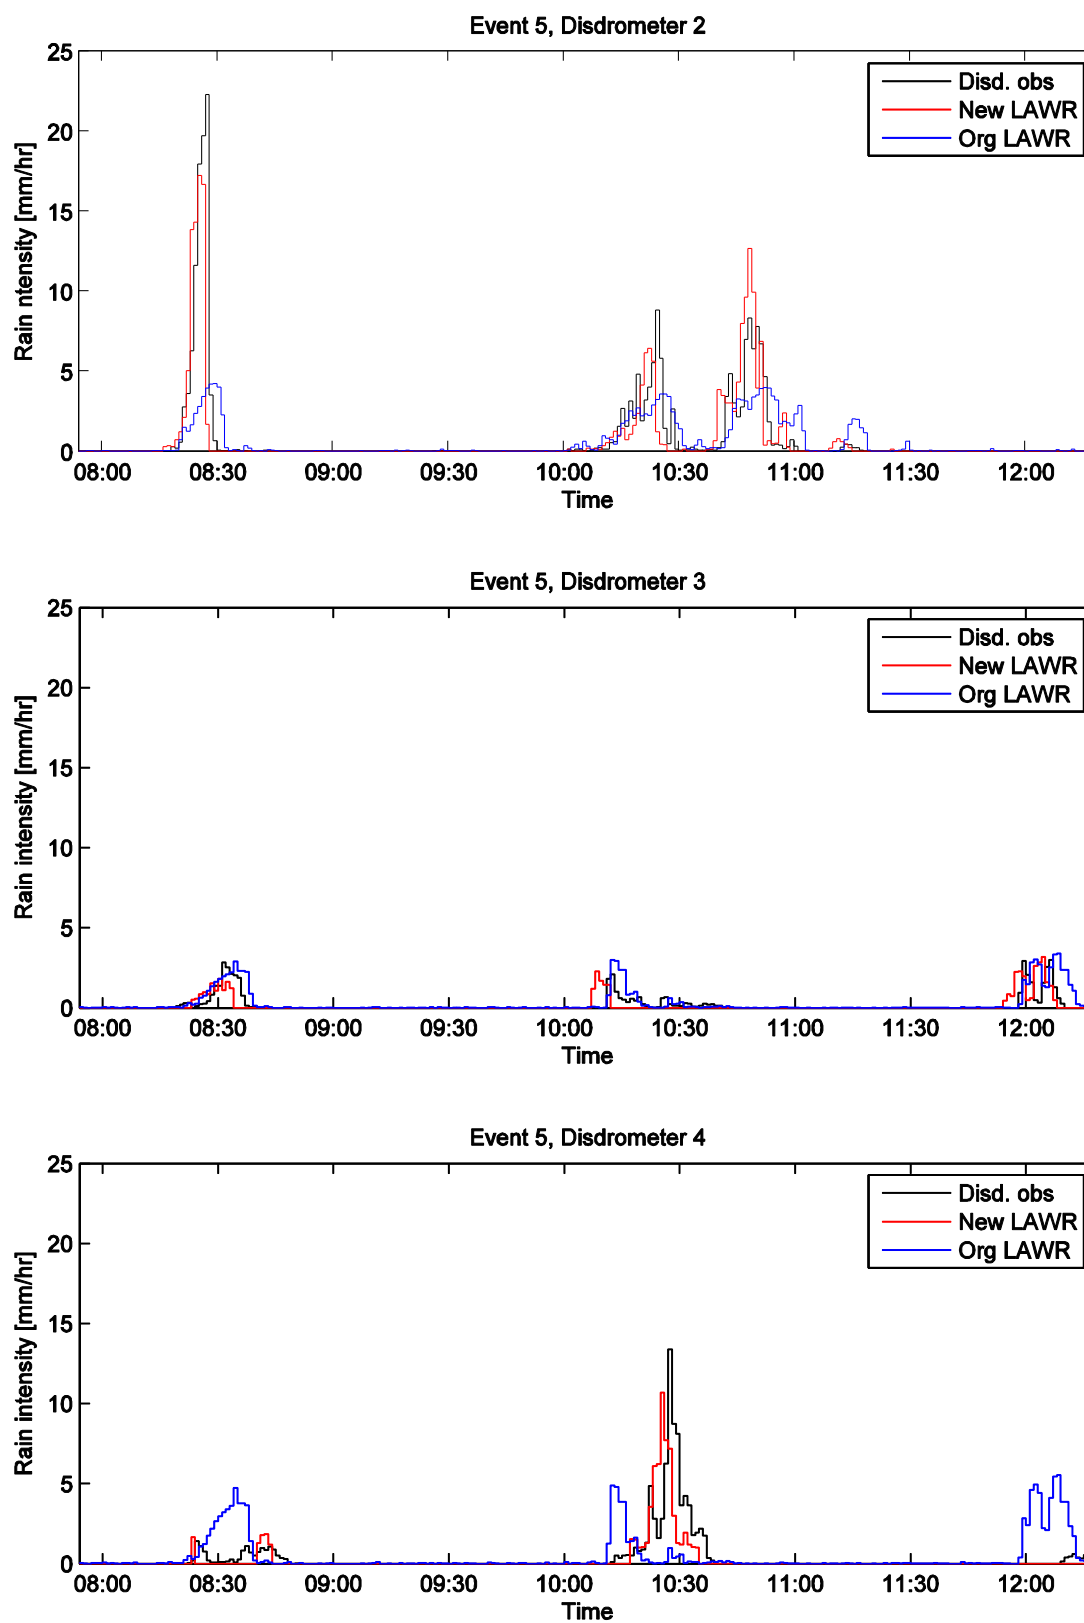 Event 5, Disdrometer 2
25
20
15
10
5
0
Rain ntensity [mm/hr]
Disd. obs
New LAWR
Org LAWR
08:00 08:30 09:00 09:30 10:00 10:30 11:00 11:30 12:00
Time
Event 5, Disdrometer 3
25
20
15
10
5
0
Rain intensity [mm/hr]
Disd. obs
New LAWR
Org LAWR
08:00 08:30 09:00 09:30 10:00 10:30 11:00 11:30 12:00
Time
Event 5, Disdrometer 4
25
20
15
10
5
0
Rain intensity [mm/hr]
Disd. obs
New LAWR
Org LAWR
08:00 08:30 09:00 09:30 10:00 10:30 11:00 11:30 12:00
Time